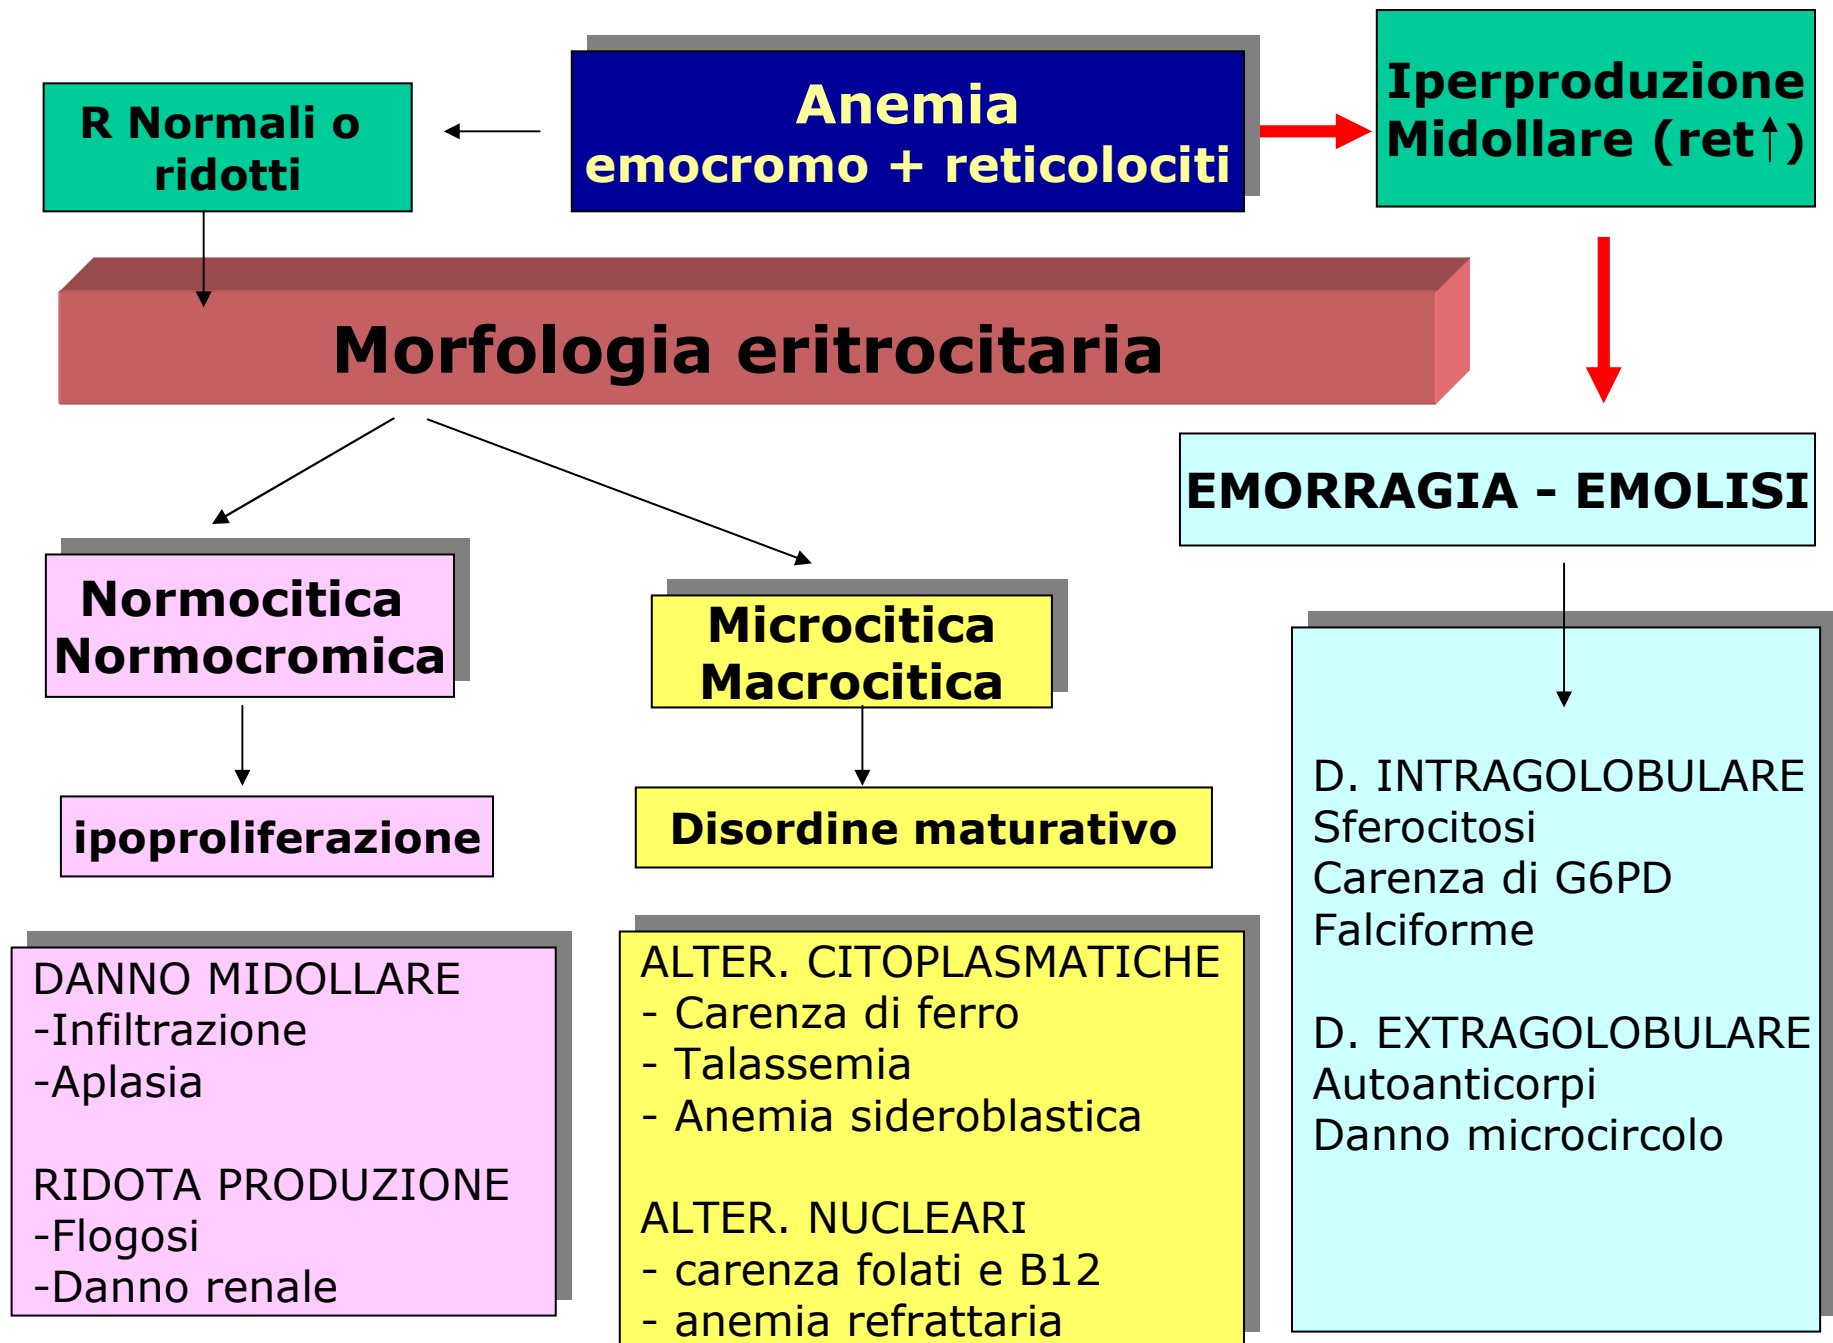 R Normali o
ridotti
Anemia
emocromo + reticolociti
Iperproduzione
Midollare (ret↑)
Morfologia eritrocitaria
EMORRAGIA – EMOLISI
Normocitica
Normocromica
Microcitica
Macrocitica
ipoproliferazione
Disordine maturativo
DANNO MIDOLLARE
-Infiltrazione
-Aplasia
RIDOTA PRODUZIONE
-Flogosi
-Danno renale
ALTER. CITOPLASMATICHE
- Carenza di ferro
- Talassemia
- Anemia sideroblastica
ALTER. NUCLEARI
- carenza folati e B12
- anemia refrattaria
D. INTRAGOLOBULARE
Sferocitosi
Carenza di G6PD
Falciforme
D. EXTRAGOLOBULARE
Autoanticorpi
Danno microcircolo